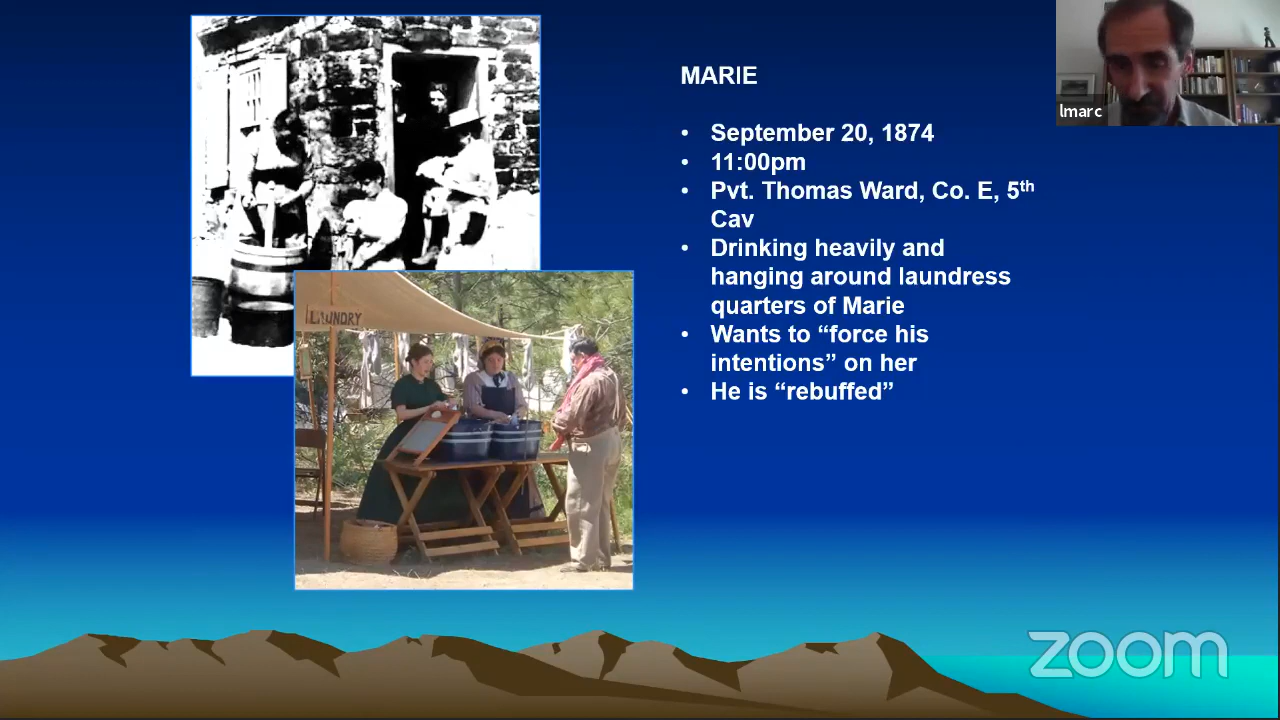 MARIE
• September 20, 1874
• 11:00pm
• Pvt. Thomas Ward, Co. E, 5th
Cav
• Drinking heavily and
hanging around laundress
quarters of Marie
• Wants to “force his
intentions” on her
• He is “rebuffed”
LAUNDRY
lmarc
zoom